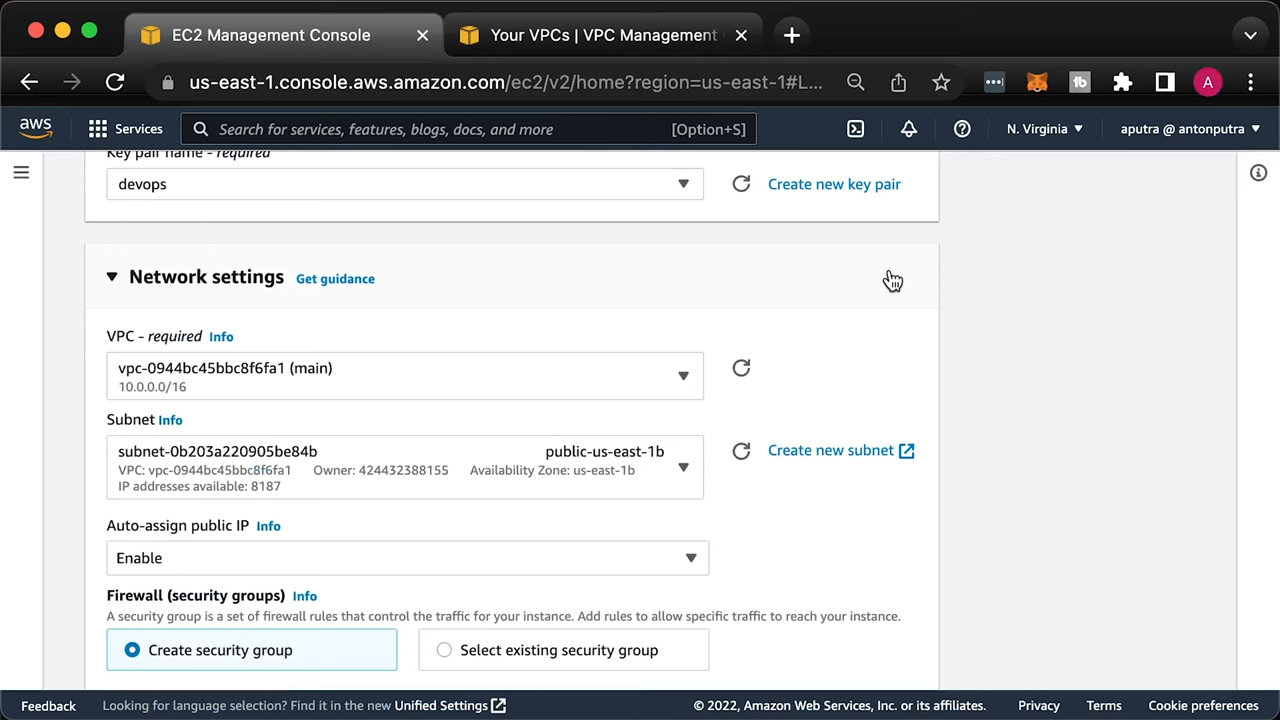 EC2 Management Console
Your VPCs | VPC Management
us-east-1.console.aws.amazon.com/ec2/v2/home?region=us-east-1#L...
A
aws
Services
Search for services, features, blogs, docs, and more
[Option+S]
N. Virginia
aputra @ antonputra
Key pair name - required
devops
Create new key pair
Network settings
Get guidance
VPC - required Info
vpc-0944bc45bbc8f6fa1 (main)
10.0.0.0/16
Subnet Info
subnet-0b203a220905be84b
public-us-east-1b
VPC: vpc-0944bc45bbc8f6fa1 Owner: 424432388155 Availability Zone: us-east-1b
IP addresses available: 8187
Create new subnet
Auto-assign public IP Info
Enable
Firewall (security groups) Info
A security group is a set of firewall rules that control the traffic for your instance. Add rules to allow specific traffic to reach your instance.
Create security group
Select existing security group
Feedback
Looking for language selection? Find it in the new Unified Settings
© 2022, Amazon Web Services, Inc. or its affiliates.
Privacy
Terms
Cookie preferences